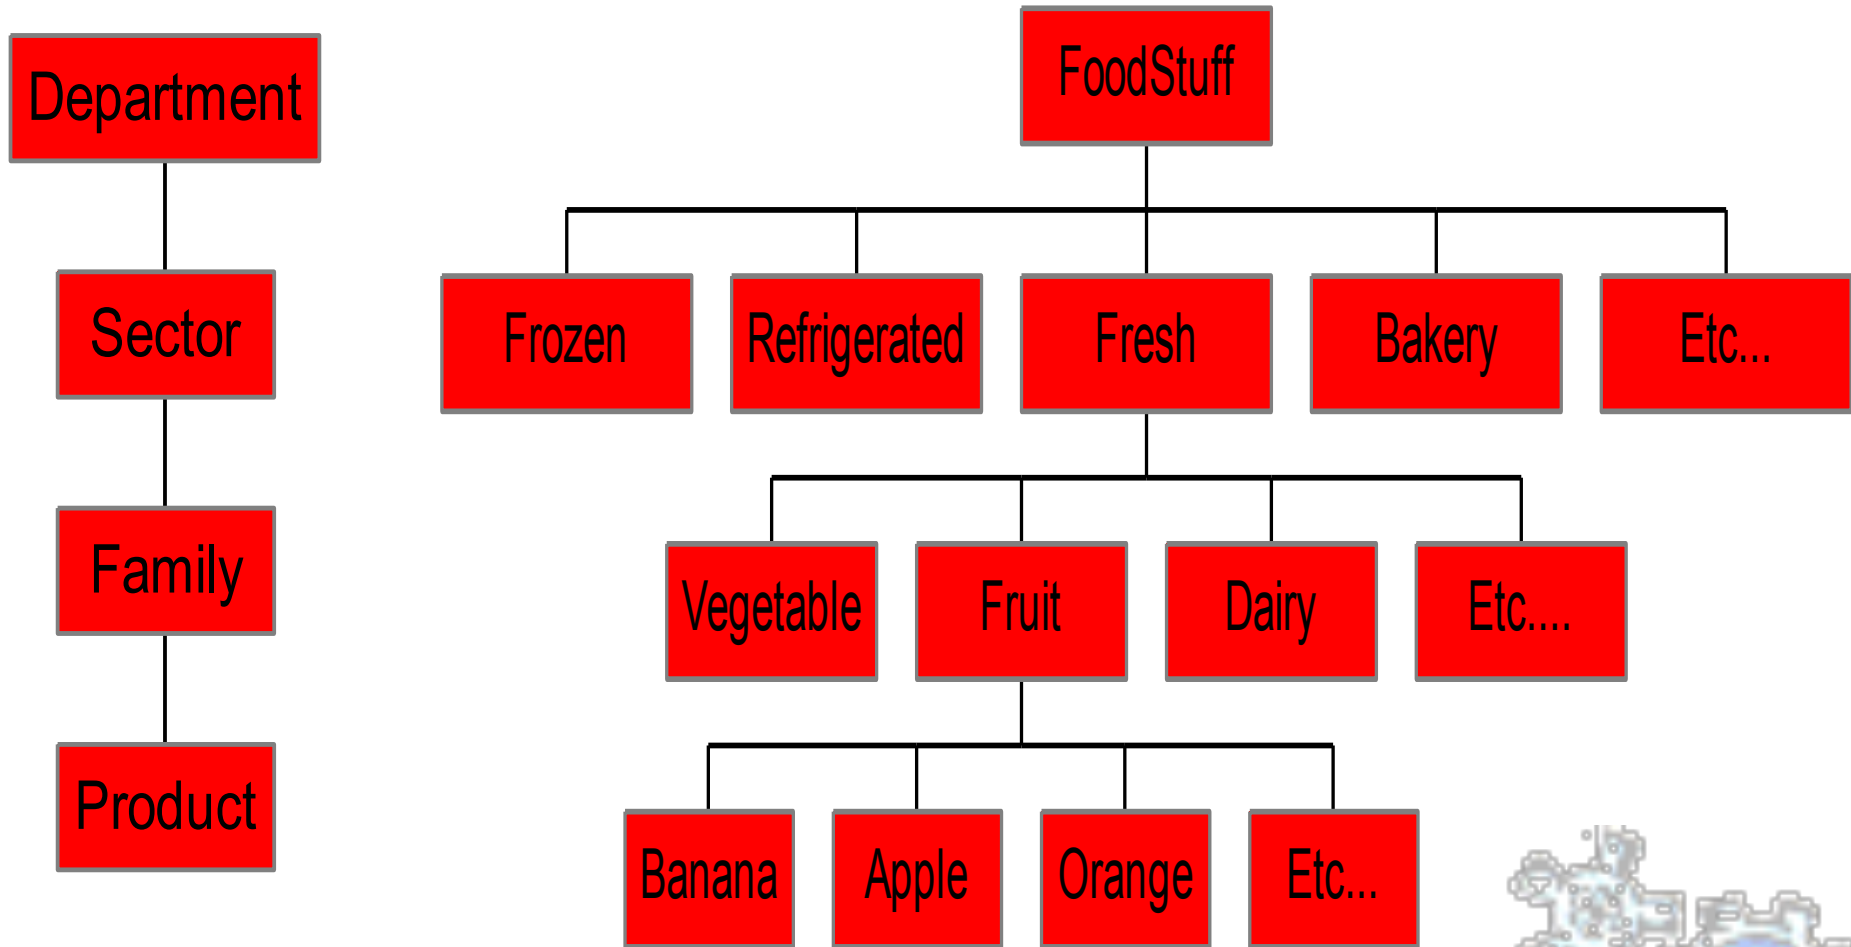 Department
Sector
Family
Product
FoodStuff
Frozen
Refrigerated
Fresh
Bakery
Etc...
Vegetable
Fruit
Dairy
Etc....
Banana
Apple
Orange
Etc...